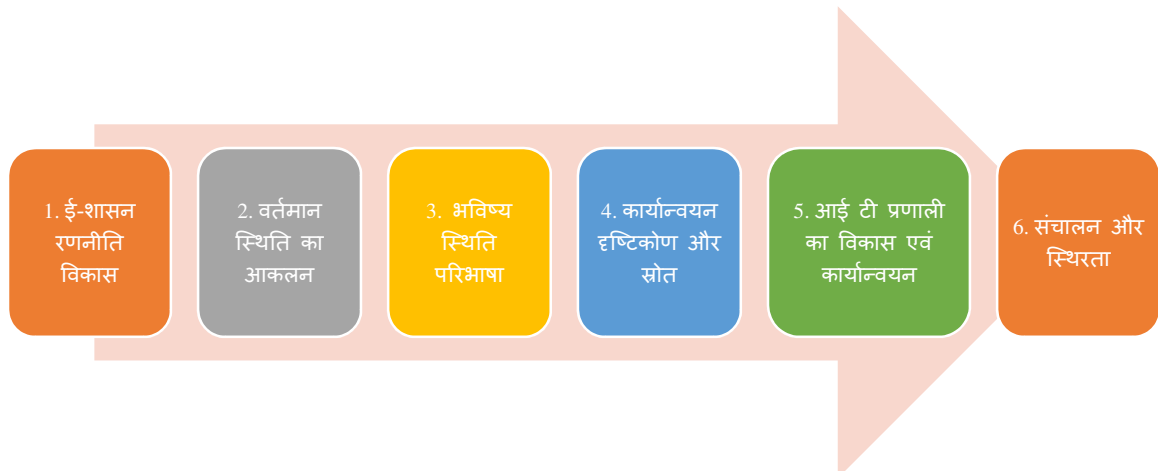 1. ई-शासन
रणनीति
विकास
2. वर्तमान
स्थिति का
आकलन
3. भविष्य
स्थिति
परिभाषा
4. कार्यान्वयन
दृष्टिकोण और
स्रोत
5. आई टी प्रणाली
का विकास एवं
कार्यान्वयन
6. संचालन और
स्थिरता